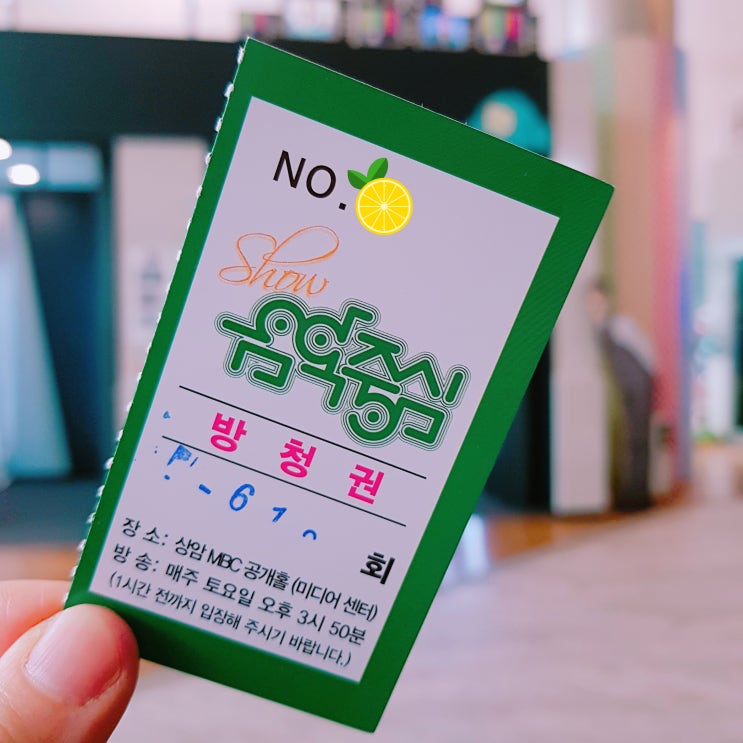 NO.
Show
음악중심
방청권
회
장 소: 상암 MBC 공개홀 (미디어 센터)
방 송: 매주 토요일 오후 3시 50분
(1시간 전까지 입장해 주시기 바랍니다.)